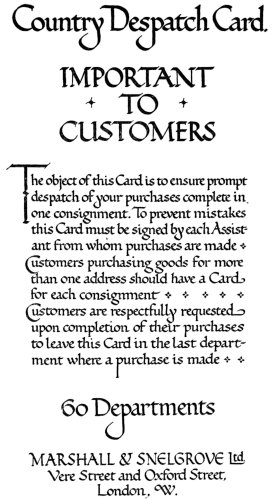 Country Despatch Card.
IMPORTANT
TO
CUSTOMERS
The object of this Card is to ensure prompt
despatch of your purchases complete in
one consignment. To prevent mistakes
this Card must be signed by each Assist
ant from whom purchases are made
Customers purchasing goods for more
than one address should have a Card
for each consignment
Customers are respectfully requested
upon completion of their purchases
to leave this Card in the last depart-
ment where a purchase is made
60 Departments
MARSHALL & SNELGROVE Ltd.
Vere Street and Oxford Street,
London, W.